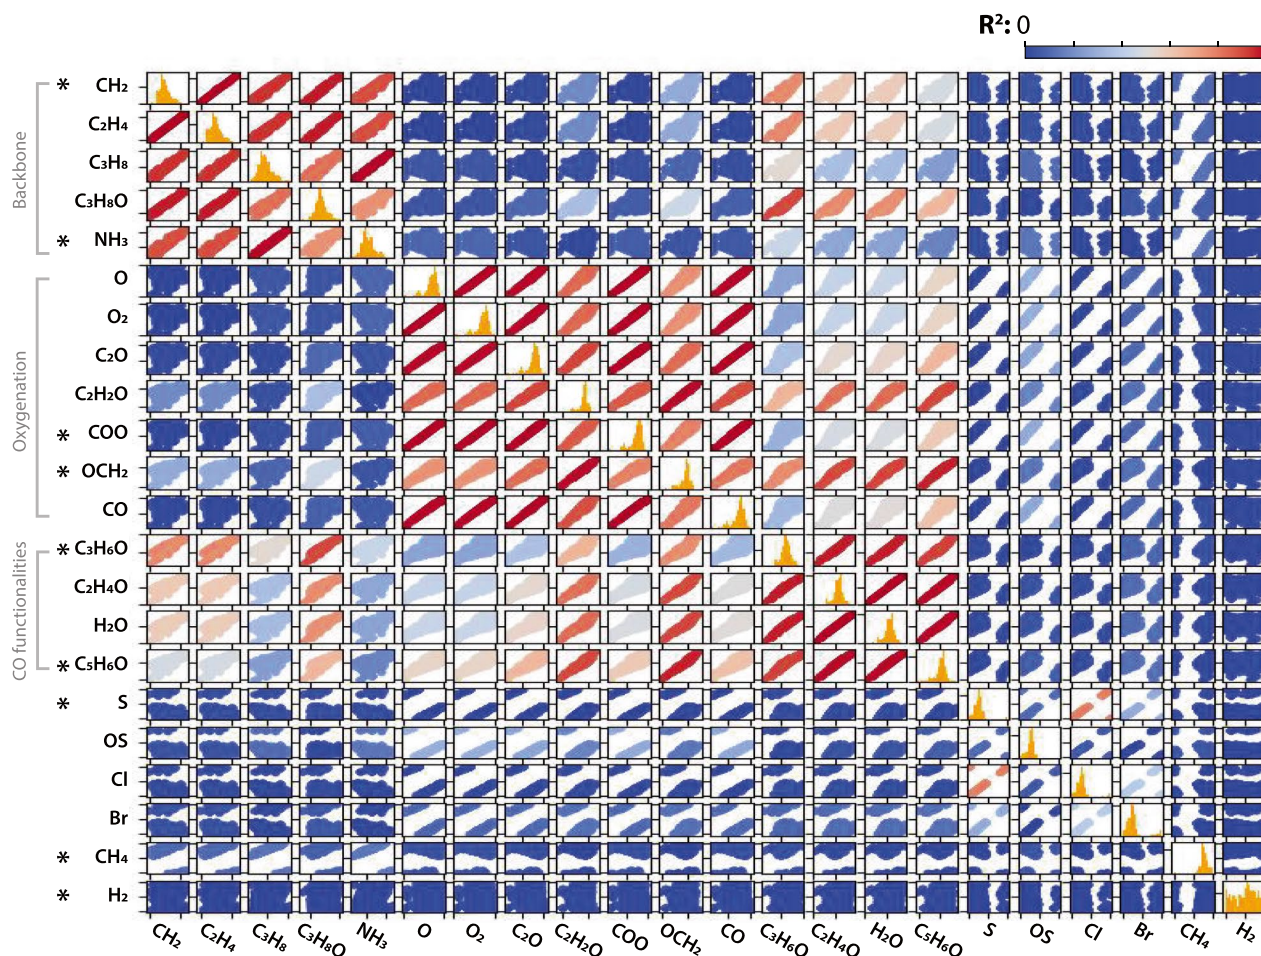 R²: 0
Backbone
Oxygenation
CO functionalities
* CH₂
C₂H₄
C₃H₈
C₃H₈O
* NH₃
O
O₂
C₂O
C₂H₂O
* COO
* OCH₂
CO
* C₃H₆O
C₂H₄O
H₂O
* C₅H₆O
* S
OS
Cl
Br
* CH₄
* H₂
CH₂ C₂H₄ C₃H₈ C₃H₈O NH₃ O O₂ C₂O C₂H₂O COO OCH₂ CO C₃H₆O C₂H₄O H₂O C₅H₆O S OS Cl Br CH₄ H₂